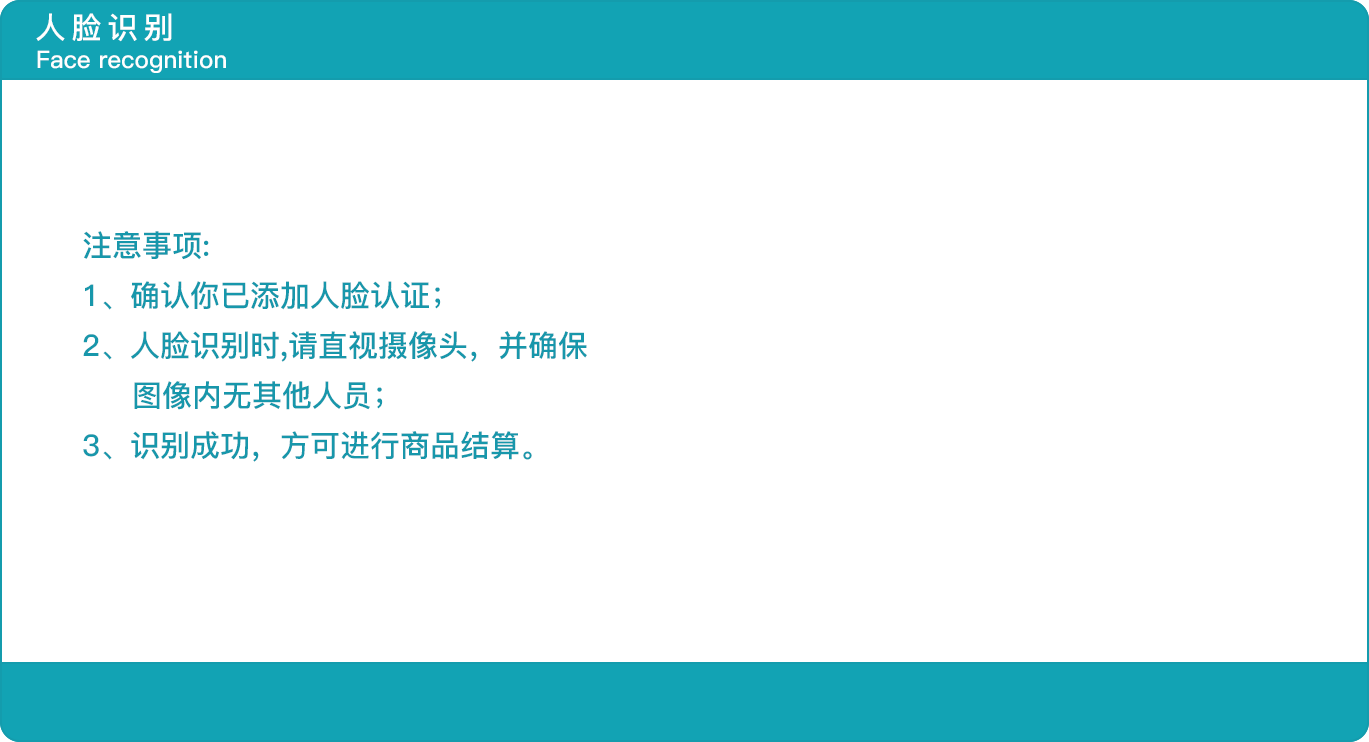 人脸识别
Face recognition
注意事项:
1、确认你已添加人脸认证；
2、人脸识别时,请直视摄像头，并确保
图像内无其他人员；
3、识别成功，方可进行商品结算。